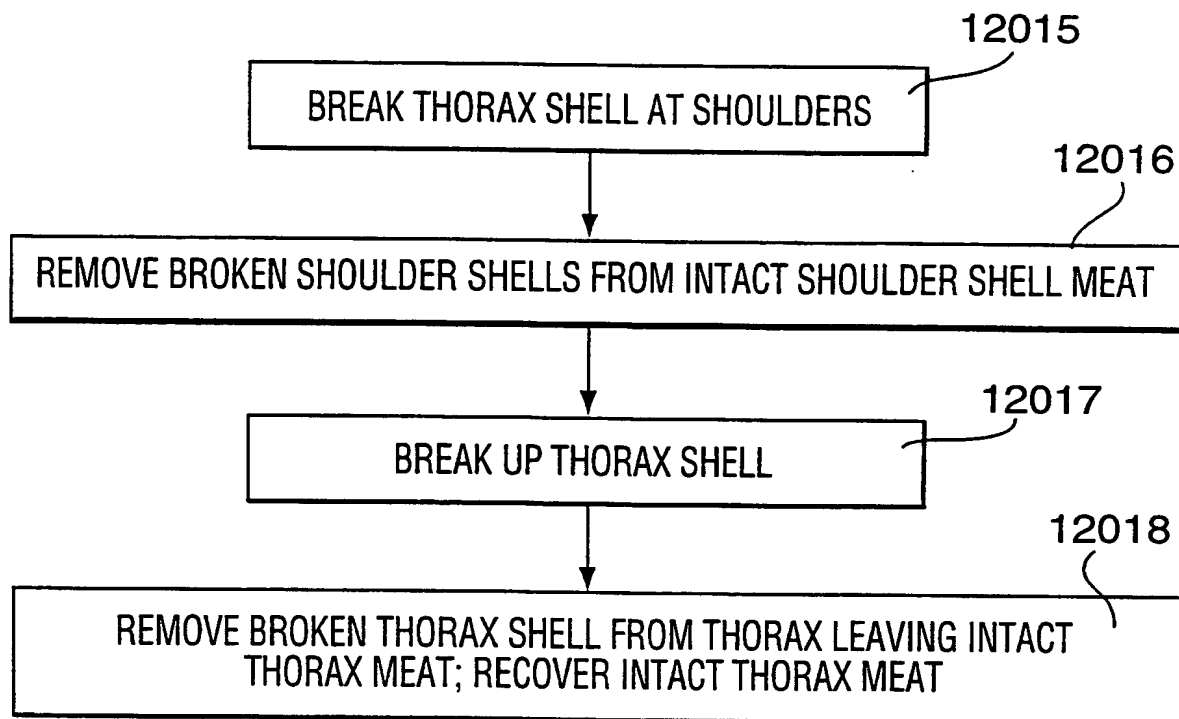 12015
BREAK THORAX SHELL AT SHOULDERS
12016
REMOVE BROKEN SHOULDER SHELLS FROM INTACT SHOULDER SHELL MEAT
12017
BREAK UP THORAX SHELL
12018
REMOVE BROKEN THORAX SHELL FROM THORAX LEAVING INTACT
THORAX MEAT; RECOVER INTACT THORAX MEAT